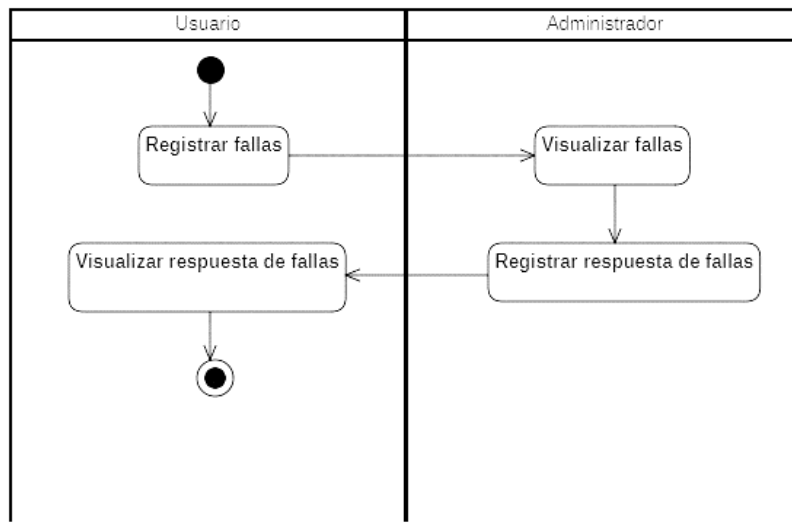 Usuario
Administrador
Registrar fallas
Visualizar fallas
Visualizar respuesta de fallas
Registrar respuesta de fallas